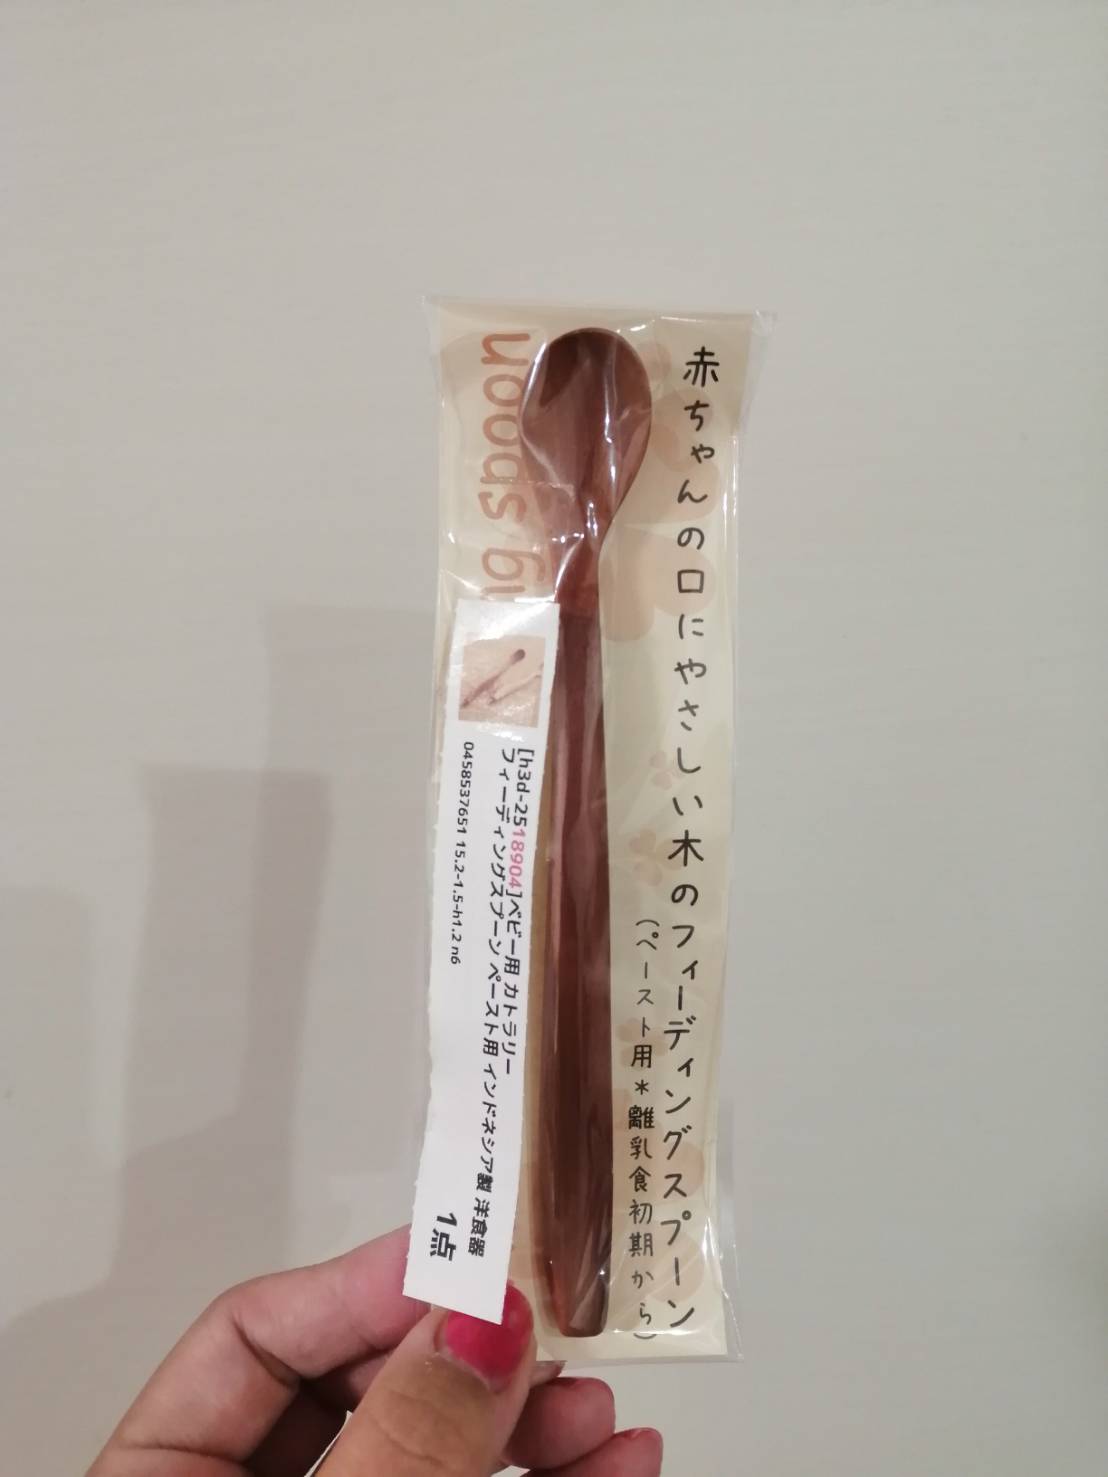 赤ちゃんの口にやさしい木のフィーディングスプーン
（ペースト用＊離乳食初期から）
spoon
[h3d-2518904]ベビー用 カトラリー
フィーディングスプーン ペースト用 インドネシア製 洋食器
0458537651 15.2-1.5-h1.2 n6
1点